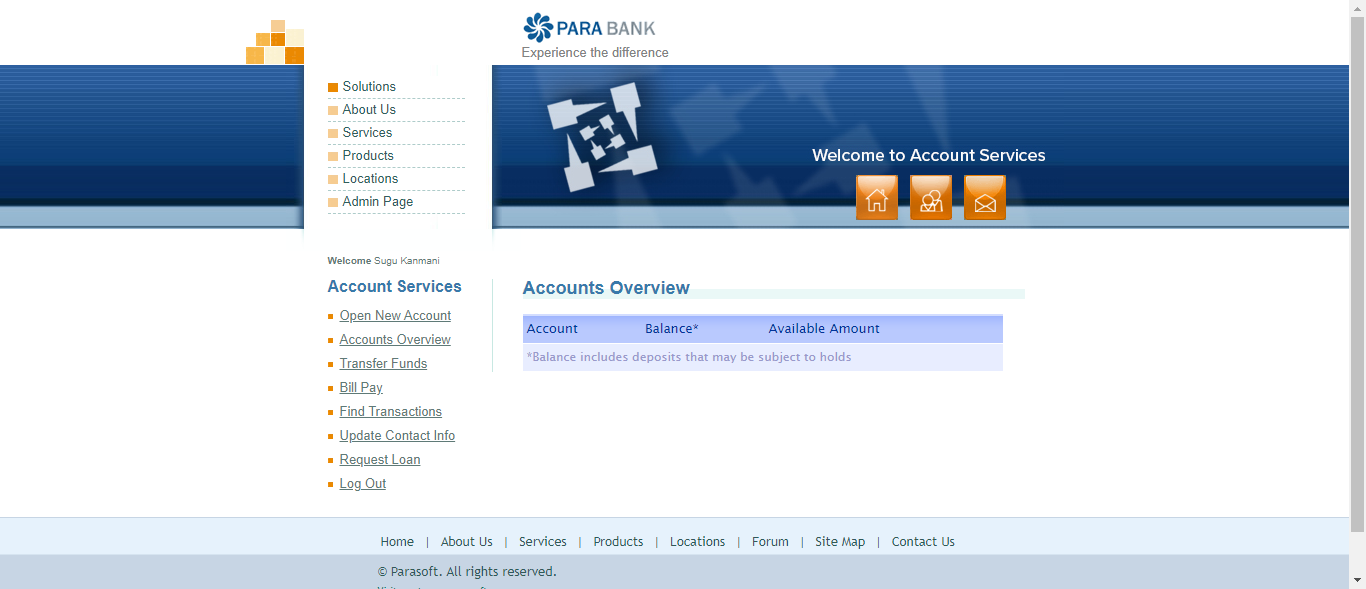 PARA BANK
Experience the difference
Solutions
About Us
Services
Products
Locations
Admin Page
Welcome to Account Services
Welcome Sugu Kanmani
Account Services
Open New Account
Accounts Overview
Transfer Funds
Bill Pay
Find Transactions
Update Contact Info
Request Loan
Log Out
Accounts Overview
Account Balance* Available Amount
*Balance includes deposits that may be subject to holds
Home | About Us | Services | Products | Locations | Forum | Site Map | Contact Us
© Parasoft. All rights reserved.